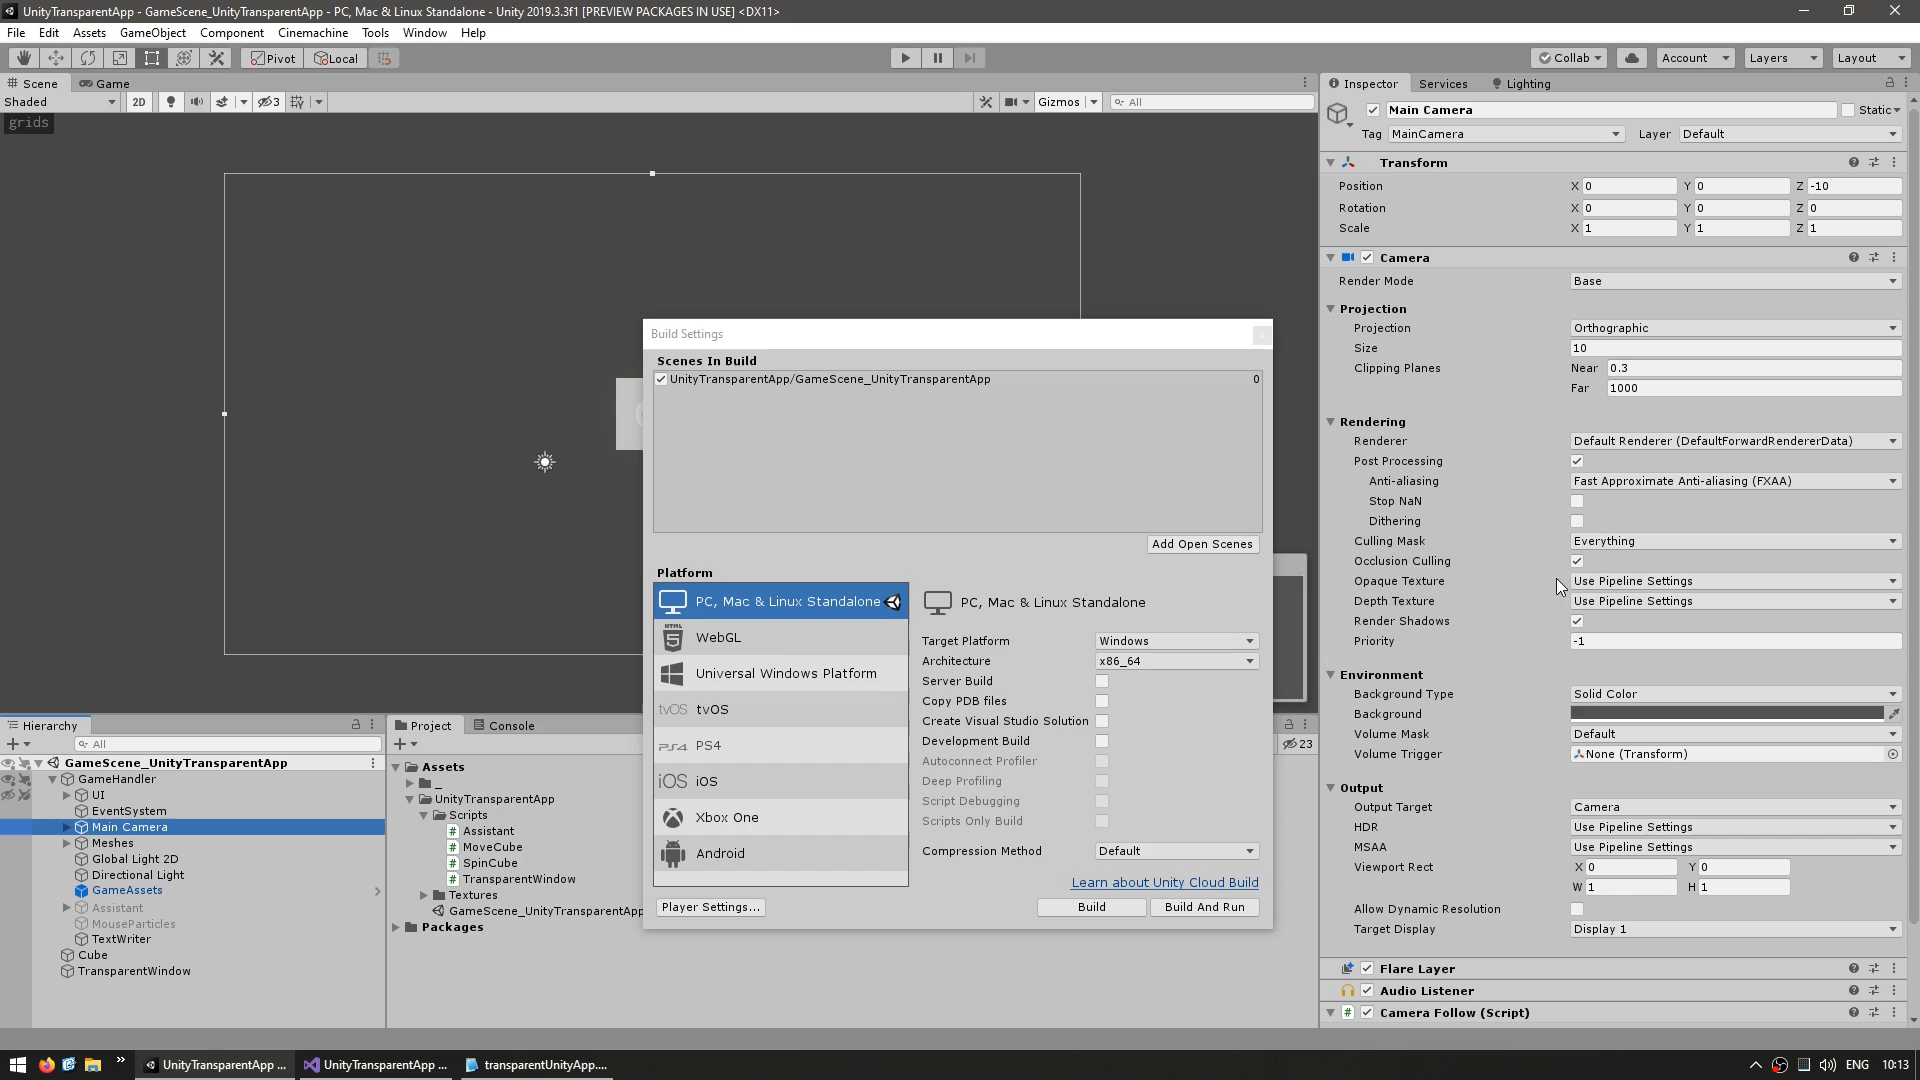 UnityTransparentApp - GameScene_UnityTransparentApp - PC, Mac & Linux Standalone - Unity 2019.3.3f1 [PREVIEW PACKAGES IN USE] <DX11>
File Edit Assets GameObject Component Cinemachine Tools Window Help
Pivot Local Collab Account Layers Layout
Scene Game
Shaded 2D 3 Gizmos All
grids
Inspector Services Lighting
Main Camera Static
Tag MainCamera Layer Default
Transform
Position X 0 Y 0 Z -10
Rotation X 0 Y 0 Z 0
Scale X 1 Y 1 Z 1
Camera
Render Mode Base
Projection
Projection Orthographic
Size 10
Clipping Planes Near 0.3
Far 1000
Rendering
Renderer Default Renderer (DefaultForwardRendererData)
Post Processing
Anti-aliasing Fast Approximate Anti-aliasing (FXAA)
Stop NaN
Dithering
Culling Mask Everything
Occlusion Culling
Opaque Texture Use Pipeline Settings
Depth Texture Use Pipeline Settings
Render Shadows
Priority -1
Environment
Background Type Solid Color
Background
Volume Mask Default
Volume Trigger None (Transform)
Output
Output Target Camera
HDR Use Pipeline Settings
MSAA Use Pipeline Settings
Viewport Rect X 0 Y 0
W 1 H 1
Allow Dynamic Resolution
Target Display Display 1
Flare Layer
Audio Listener
Camera Follow (Script)
Build Settings
Scenes In Build
UnityTransparentApp/GameScene_UnityTransparentApp 0
Add Open Scenes
Platform
PC, Mac & Linux Standalone
HTML
WebGL
Universal Windows Platform
tvOS tvOS
PS4 PS4
iOS iOS
Xbox One
Android
PC, Mac & Linux Standalone
Target Platform Windows
Architecture x86_64
Server Build
Copy PDB files
Create Visual Studio Solution
Development Build
Autoconnect Profiler
Deep Profiling
Script Debugging
Scripts Only Build
Compression Method Default
Learn about Unity Cloud Build
Player Settings... Build Build And Run
Hierarchy
All
GameScene_UnityTransparentApp
GameHandler
UI
EventSystem
Main Camera
Meshes
Global Light 2D
Directional Light
GameAssets
Assistant
MouseParticles
TextWriter
Cube
TransparentWindow
Project Console
23
Assets
_
UnityTransparentApp
Scripts
Assistant
MoveCube
SpinCube
TransparentWindow
Textures
GameScene_UnityTransparentApp
Packages
UnityTransparentApp ... UnityTransparentApp ... transparentUnityApp.... ENG 10:13